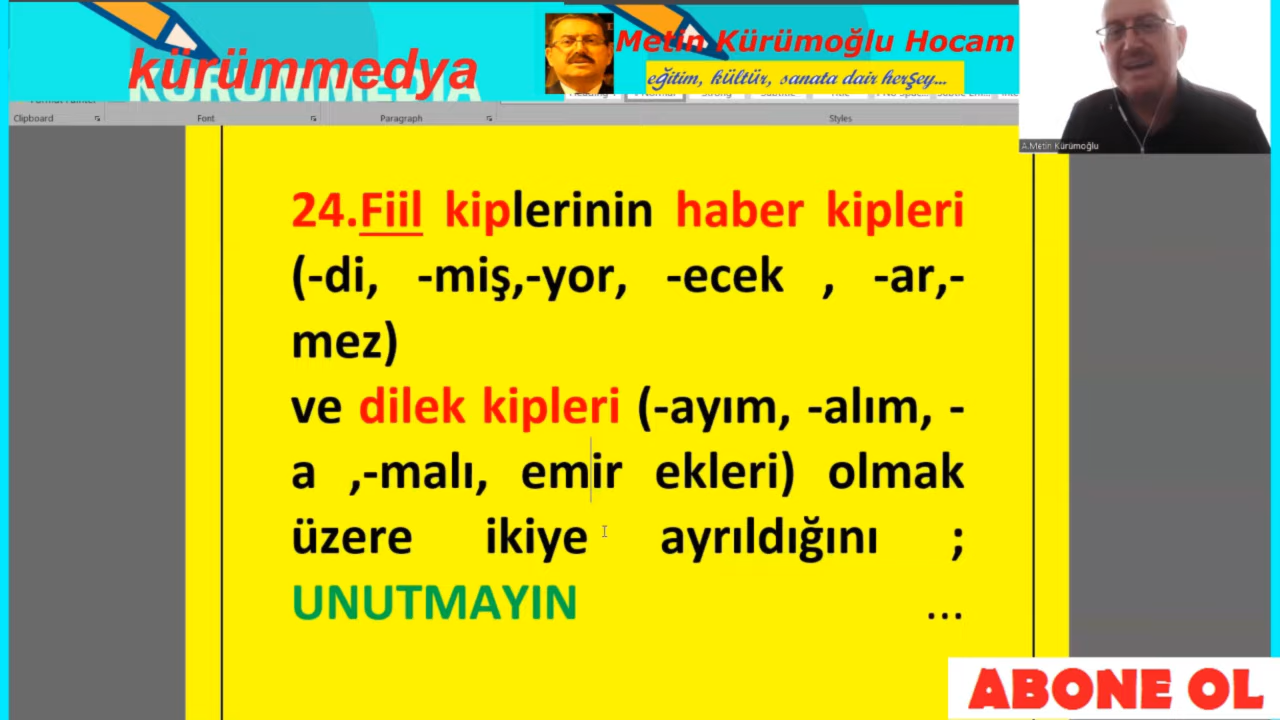 kürümmedya
KÜRÜMMEDİA
Metin Kürümoğlu Hocam
eğitim, kültür, sanata dair herşey...
Clipboard
Font
Paragraph
Styles
A.Metin Kürümoğlu
24.Fiil kiplerinin haber kipleri
(-di, -miş,-yor, -ecek , -ar,-
mez)
ve dilek kipleri (-ayım, -alım, -
a ,-malı, emir ekleri) olmak
üzere ikiye ayrıldığını ;
UNUTMAYIN ...
ABONE OL